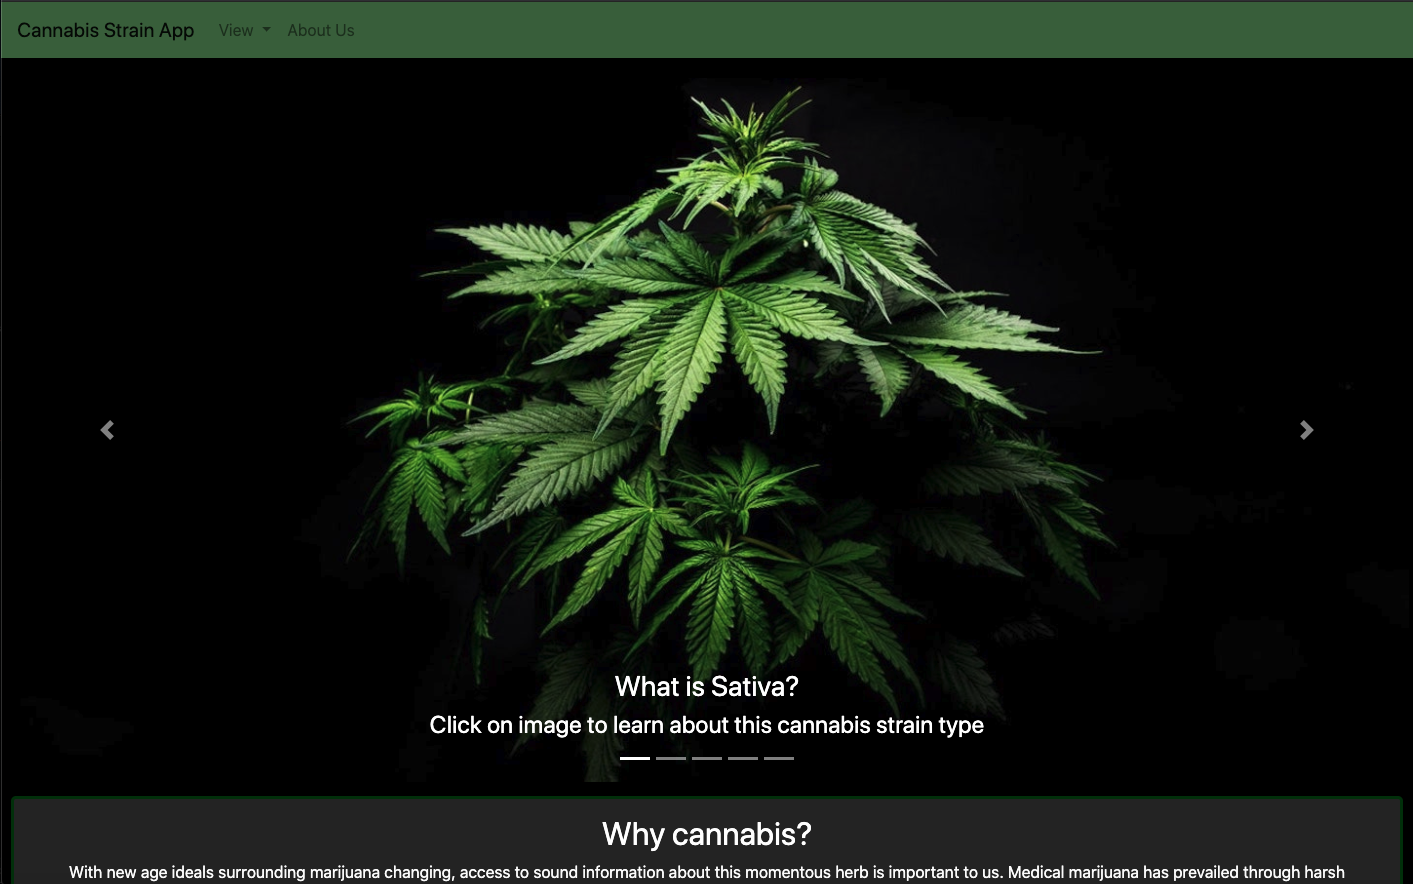 Cannabis Strain App View About Us
What is Sativa?
Click on image to learn about this cannabis strain type
Why cannabis?
With new age ideals surrounding marijuana changing, access to sound information about this momentous herb is important to us. Medical marijuana has prevailed through harsh